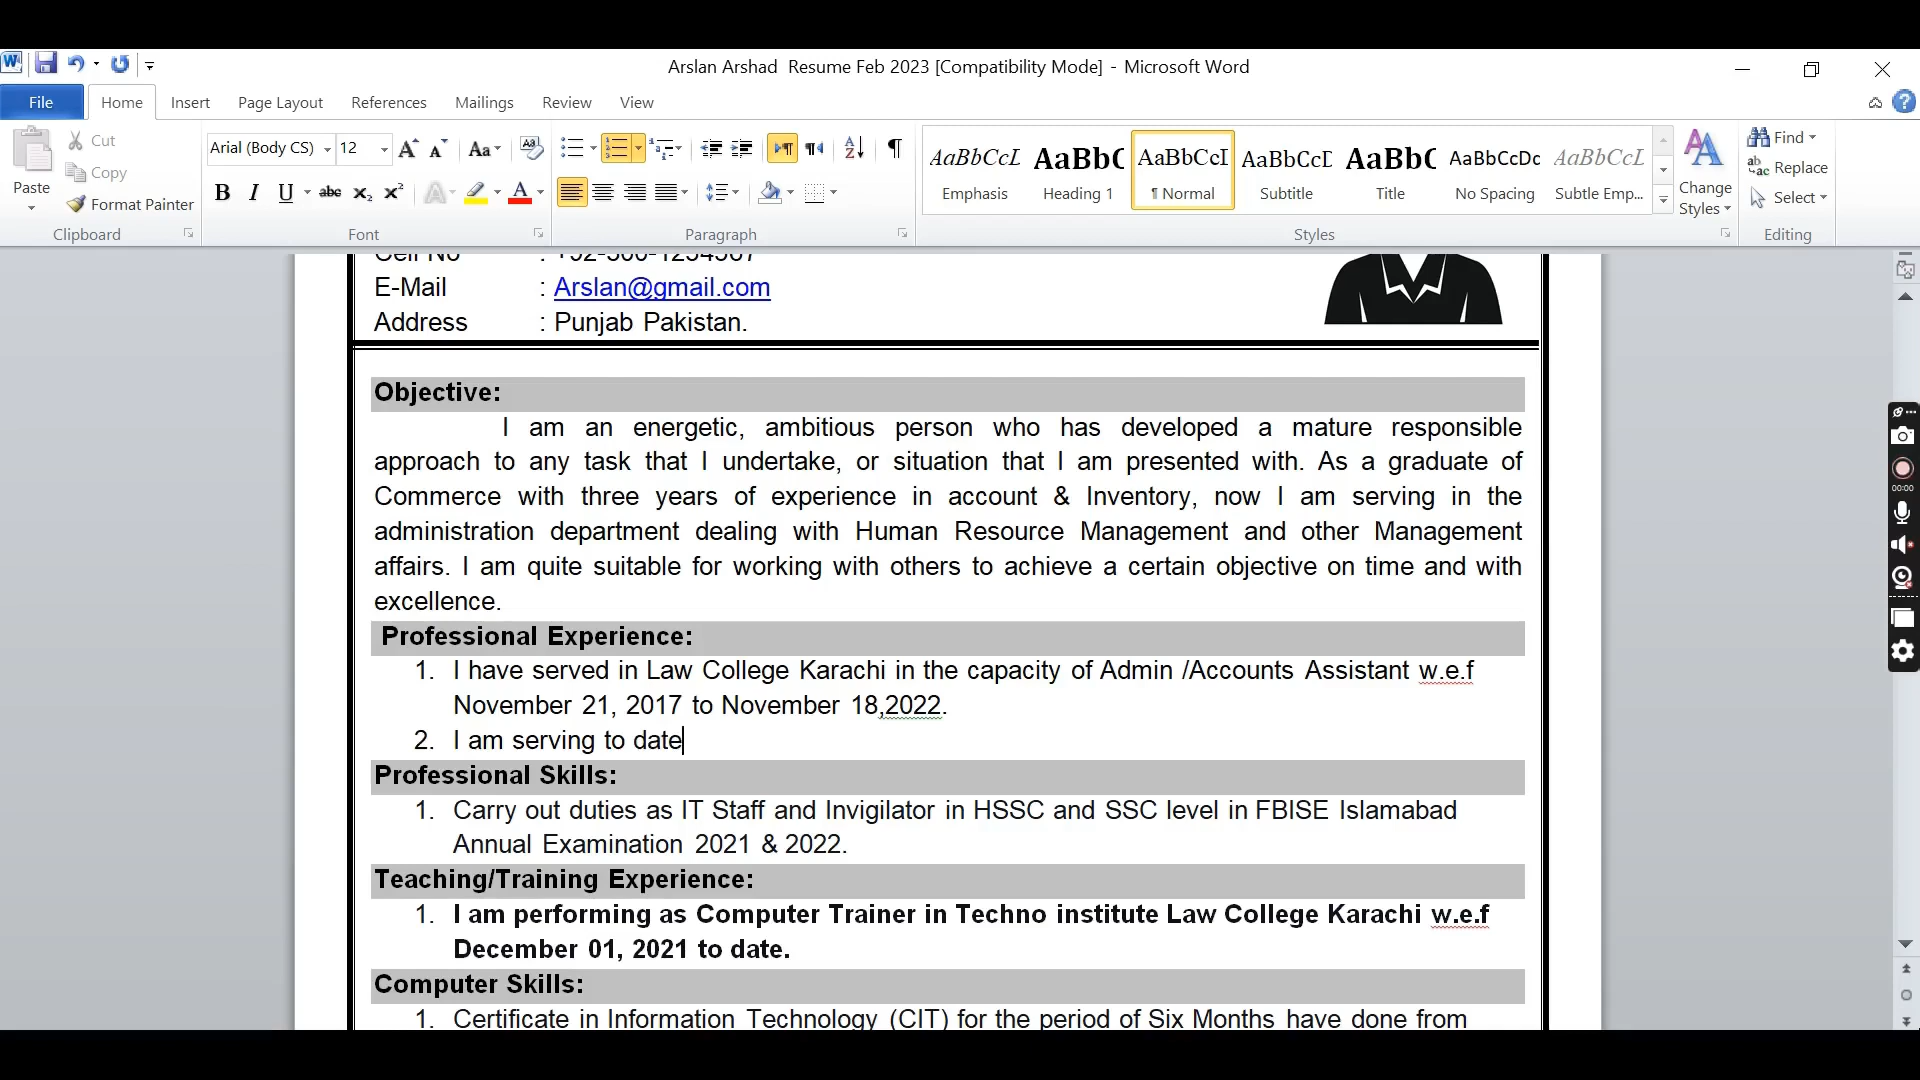 Arslan Arshad  Resume Feb 2023 [Compatibility Mode]  -  Microsoft Word
File Home Insert Page Layout References Mailings Review View
Paste
Cut
Copy
Format Painter
Clipboard
Arial (Body CS) 12
Font
Paragraph
AaBbCcL AaBbC AaBbCcI AaBbCcD AaBbC AaBbCcDc AaBbCcL
Emphasis Heading 1 ¶ Normal Subtitle Title No Spacing Subtle Emp...
Change Styles
Styles
Find
Replace
Select
Editing
Cell No : +92-300-1234567
E-Mail : Arslan@gmail.com
Address : Punjab Pakistan.
Objective:
I am an energetic, ambitious person who has developed a mature responsible
approach to any task that I undertake, or situation that I am presented with. As a graduate of
Commerce with three years of experience in account & Inventory, now I am serving in the
administration department dealing with Human Resource Management and other Management
affairs. I am quite suitable for working with others to achieve a certain objective on time and with
excellence.
Professional Experience:
1. I have served in Law College Karachi in the capacity of Admin /Accounts Assistant w.e.f
November 21, 2017 to November 18,2022.
2. I am serving to date
Professional Skills:
1. Carry out duties as IT Staff and Invigilator in HSSC and SSC level in FBISE Islamabad
Annual Examination 2021 & 2022.
Teaching/Training Experience:
1. I am performing as Computer Trainer in Techno institute Law College Karachi w.e.f
December 01, 2021 to date.
Computer Skills:
1. Certificate in Information Technology (CIT) for the period of Six Months have done from
00:00